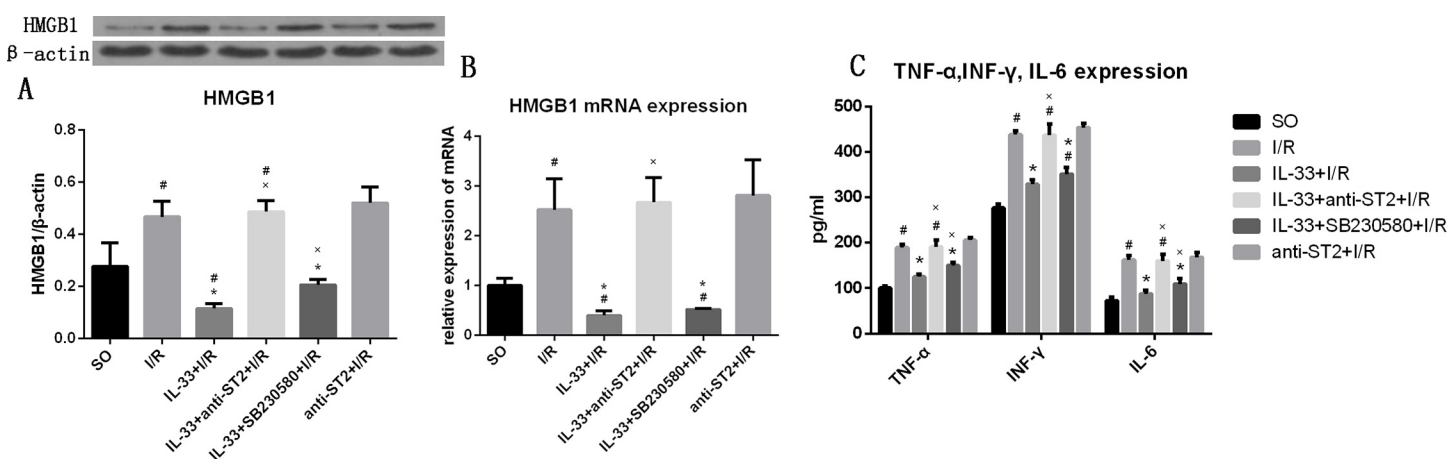 HMGB1
β-actin
A
HMGB1
HMGB1/β-actin
0.8
0.6
0.4
0.2
0.0
#
#
*
#
×
×
*
SO
I/R
IL-33+I/R
IL-33+anti-ST2+I/R
IL-33+SB230580+I/R
anti-ST2+I/R
B
HMGB1 mRNA expression
relative expression of mRNA
4
3
2
1
0
#
*
#
×
*
#
SO
I/R
IL-33+I/R
IL-33+anti-ST2+I/R
IL-33+SB230580+I/R
anti-ST2+I/R
C
TNF-α,INF-γ, IL-6 expression
pg/ml
500
400
300
200
100
0
#
*
×
#
×
*
#
*
×
#
*
#
#
*
×
#
×
*
TNF-α
INF-γ
IL-6
SO
I/R
IL-33+I/R
IL-33+anti-ST2+I/R
IL-33+SB230580+I/R
anti-ST2+I/R